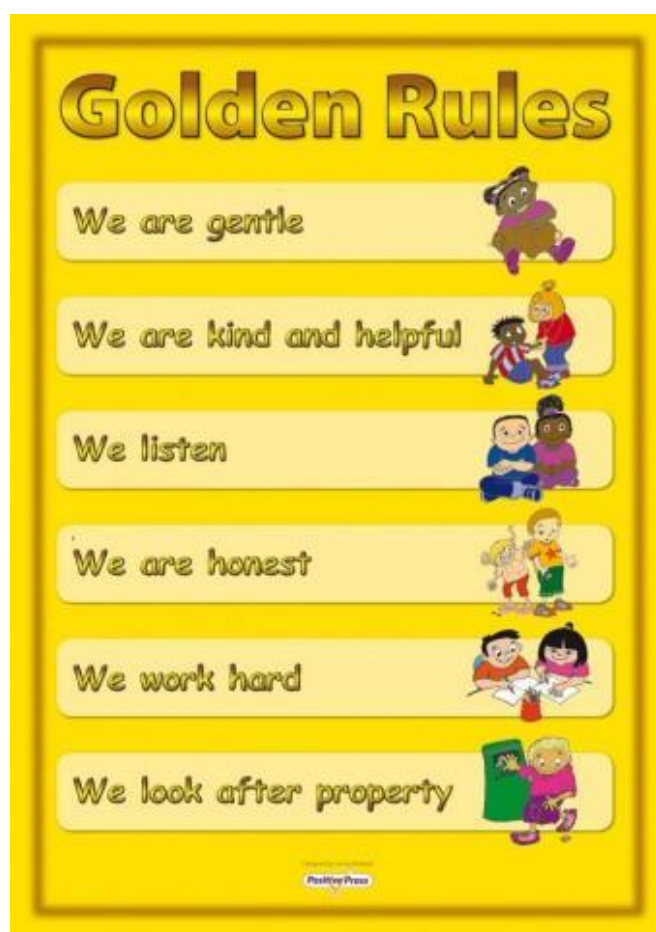 Golden Rules
We are gentle
We are kind and helpful
We listen
We are honest
We work hard
We look after property
Positive Press